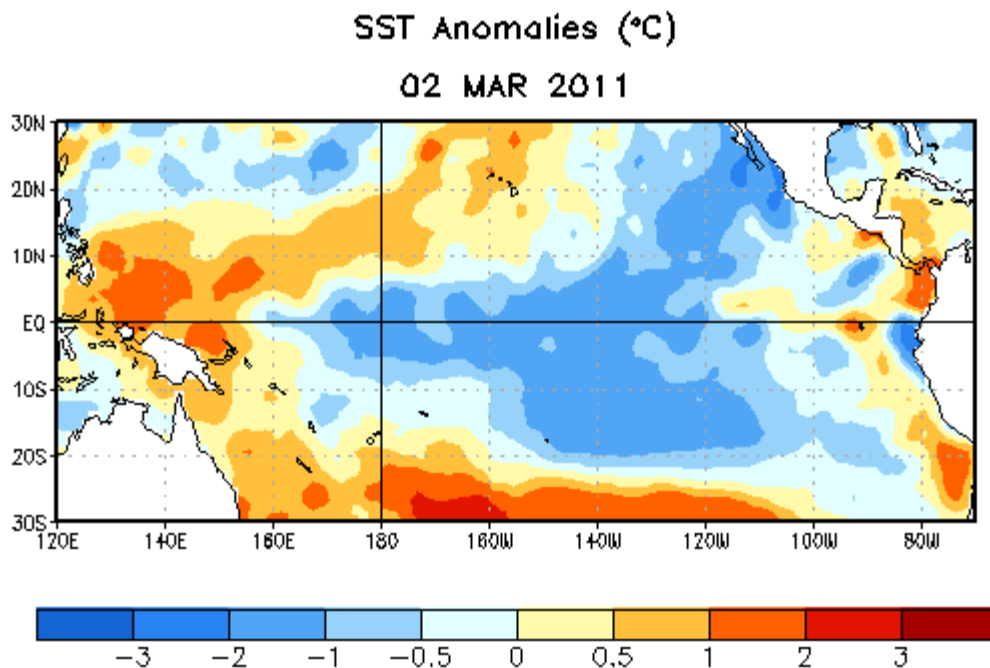 SST Anomalies (°C)
02 MAR 2011
30N
20N
10N
EQ
10S
20S
30S
120E 140E 160E 180 160W 140W 120W 100W 80W
-3 -2 -1 -0.5 0 0.5 1 2 3